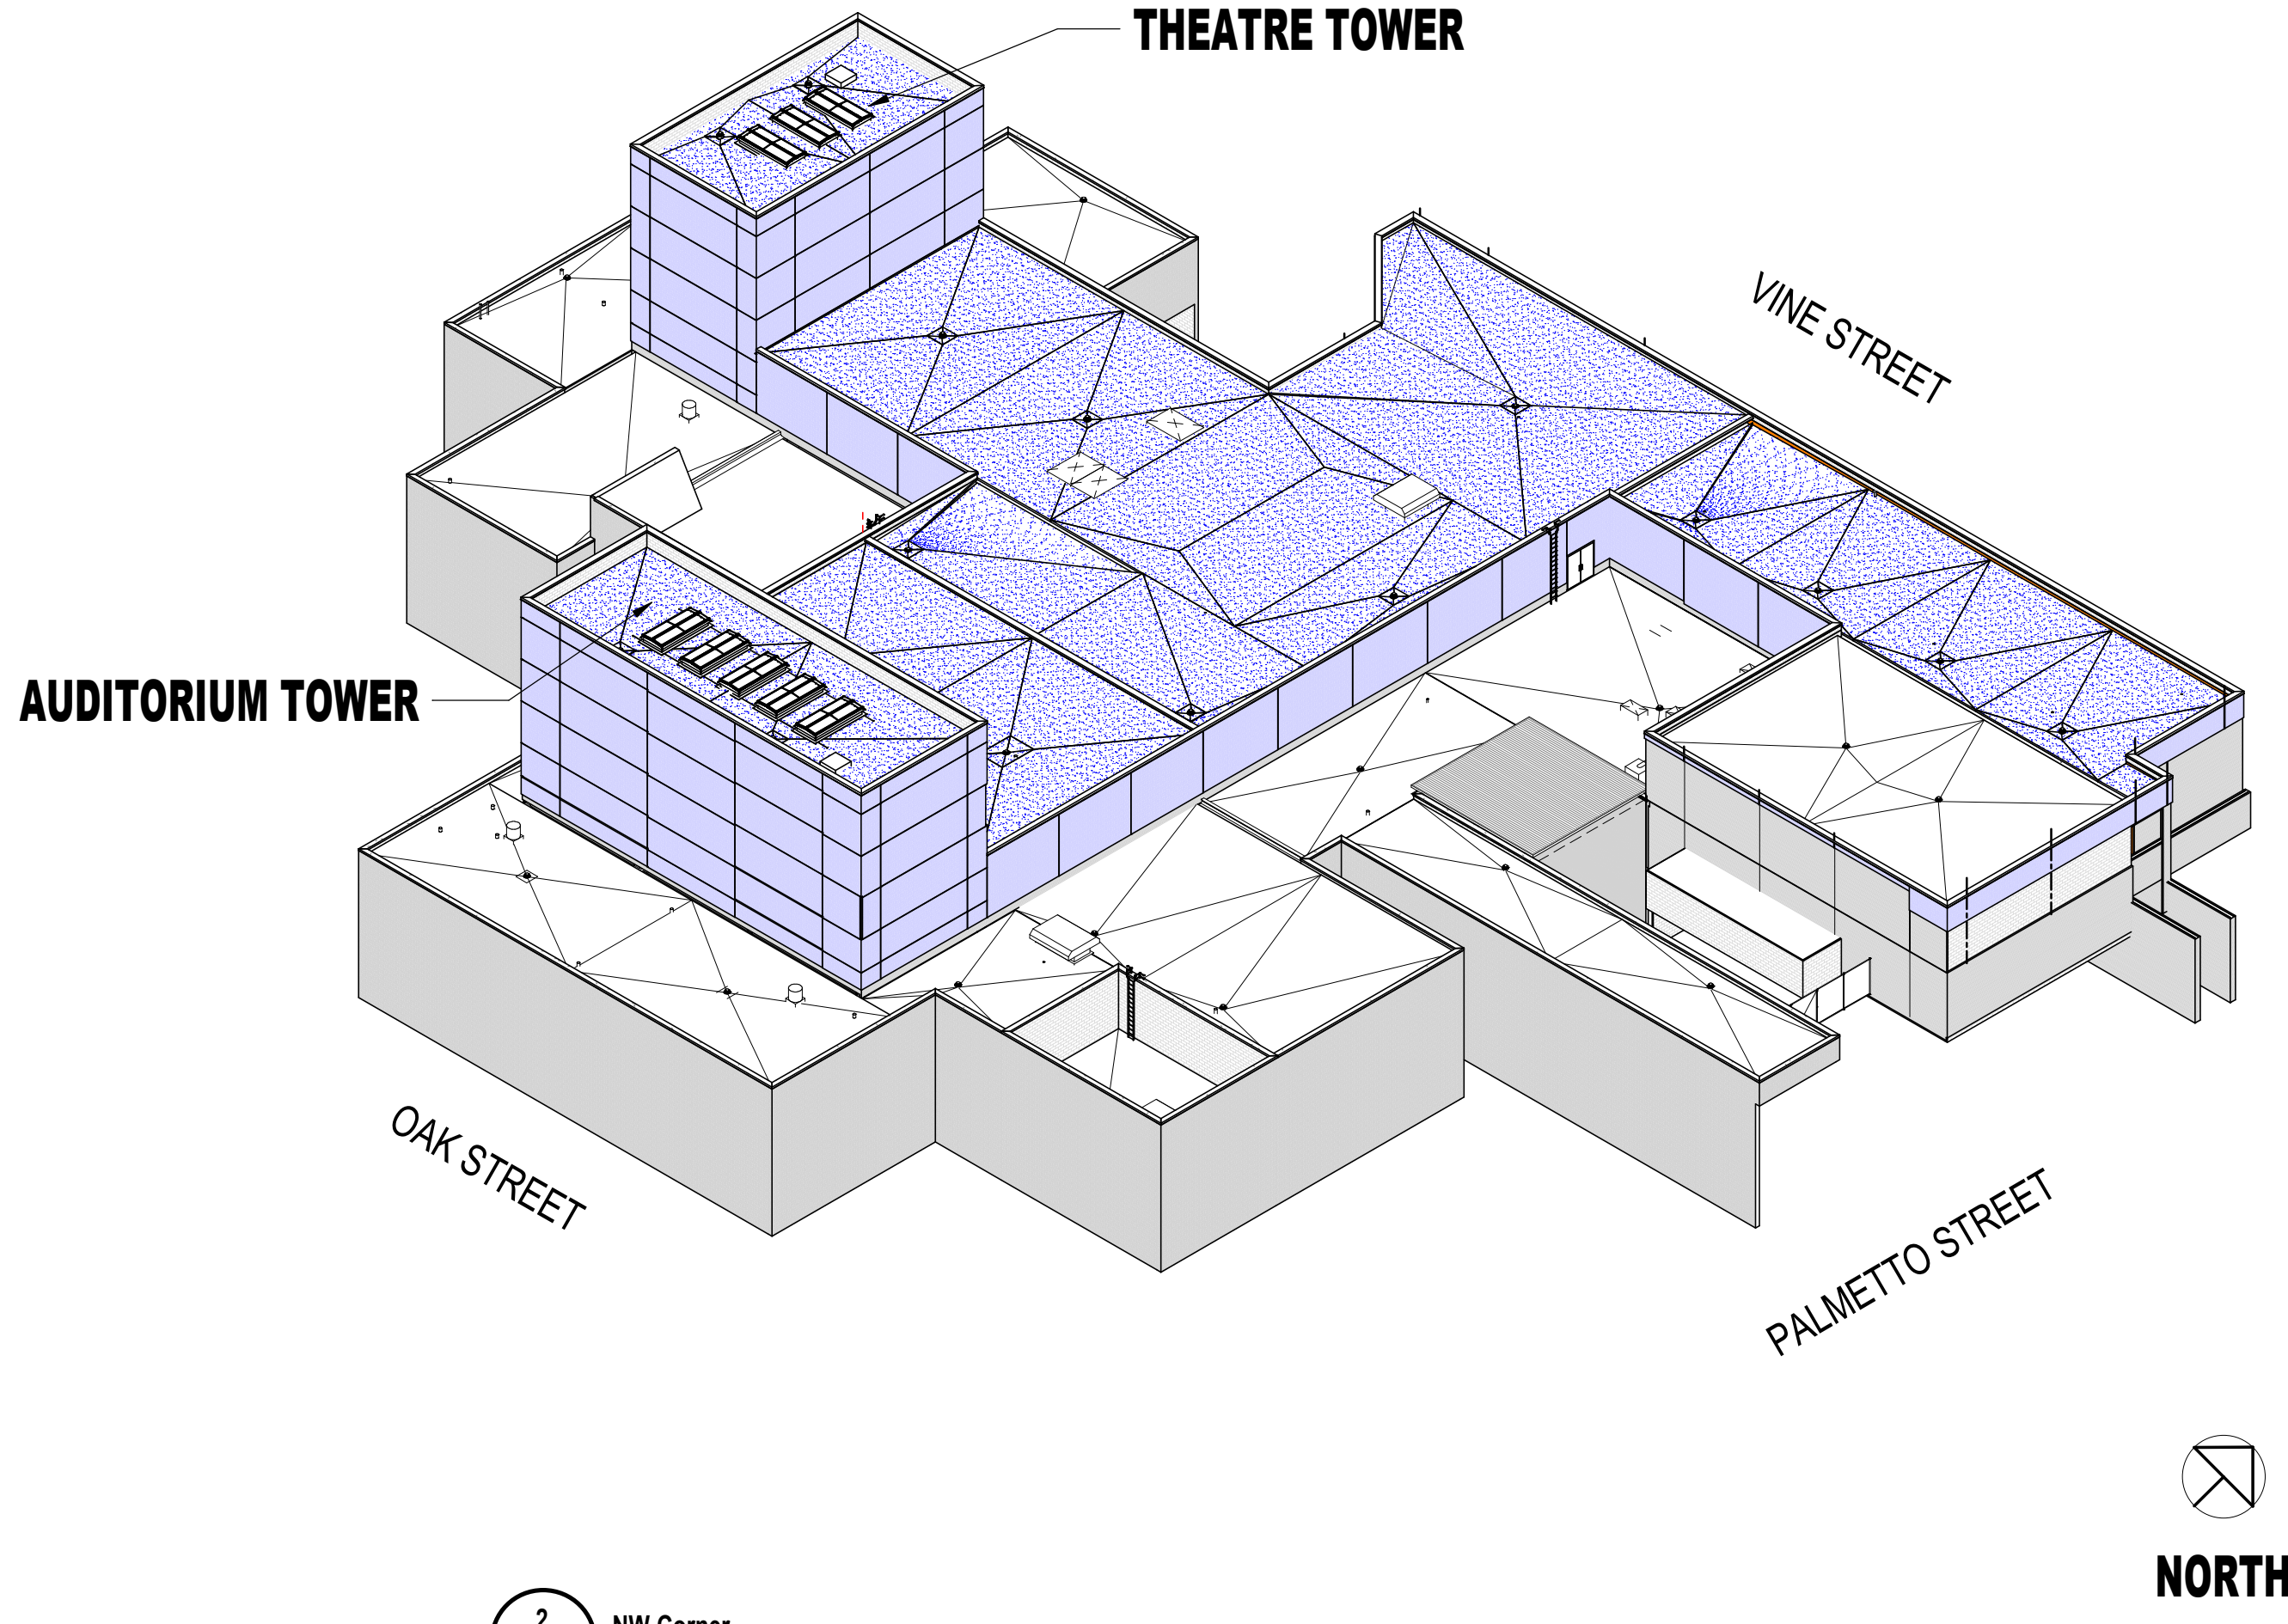 THEATRE TOWER
VINE STREET
AUDITORIUM TOWER
OAK STREET
PALMETTO STREET
NORTH
2
NW Corner